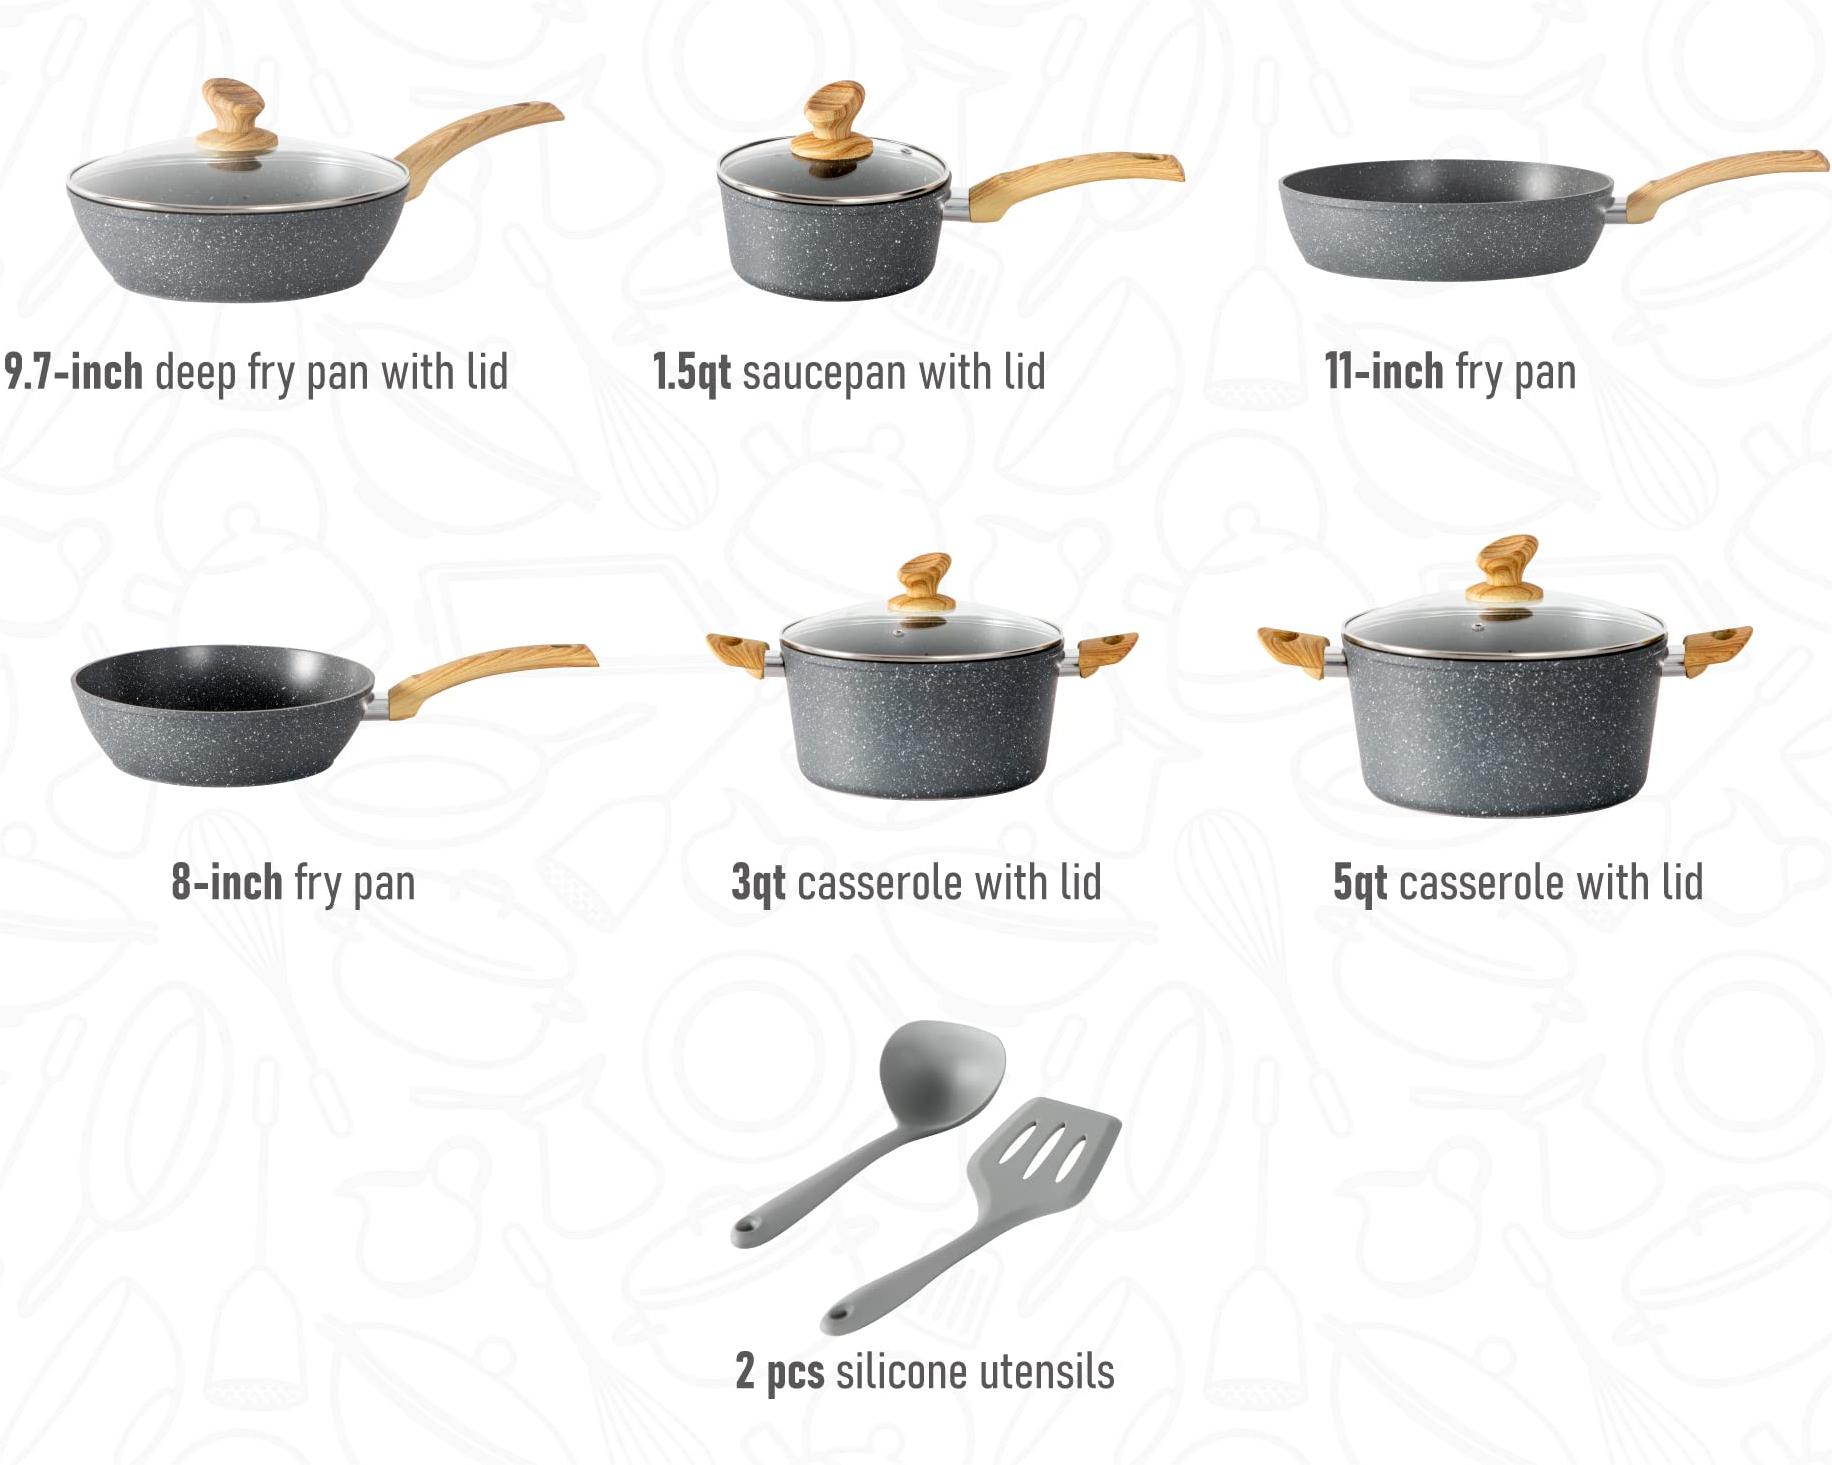 9.7-inch deep fry pan with lid
1.5qt saucepan with lid
11-inch fry pan
8-inch fry pan
3qt casserole with lid
5qt casserole with lid
2 pcs silicone utensils